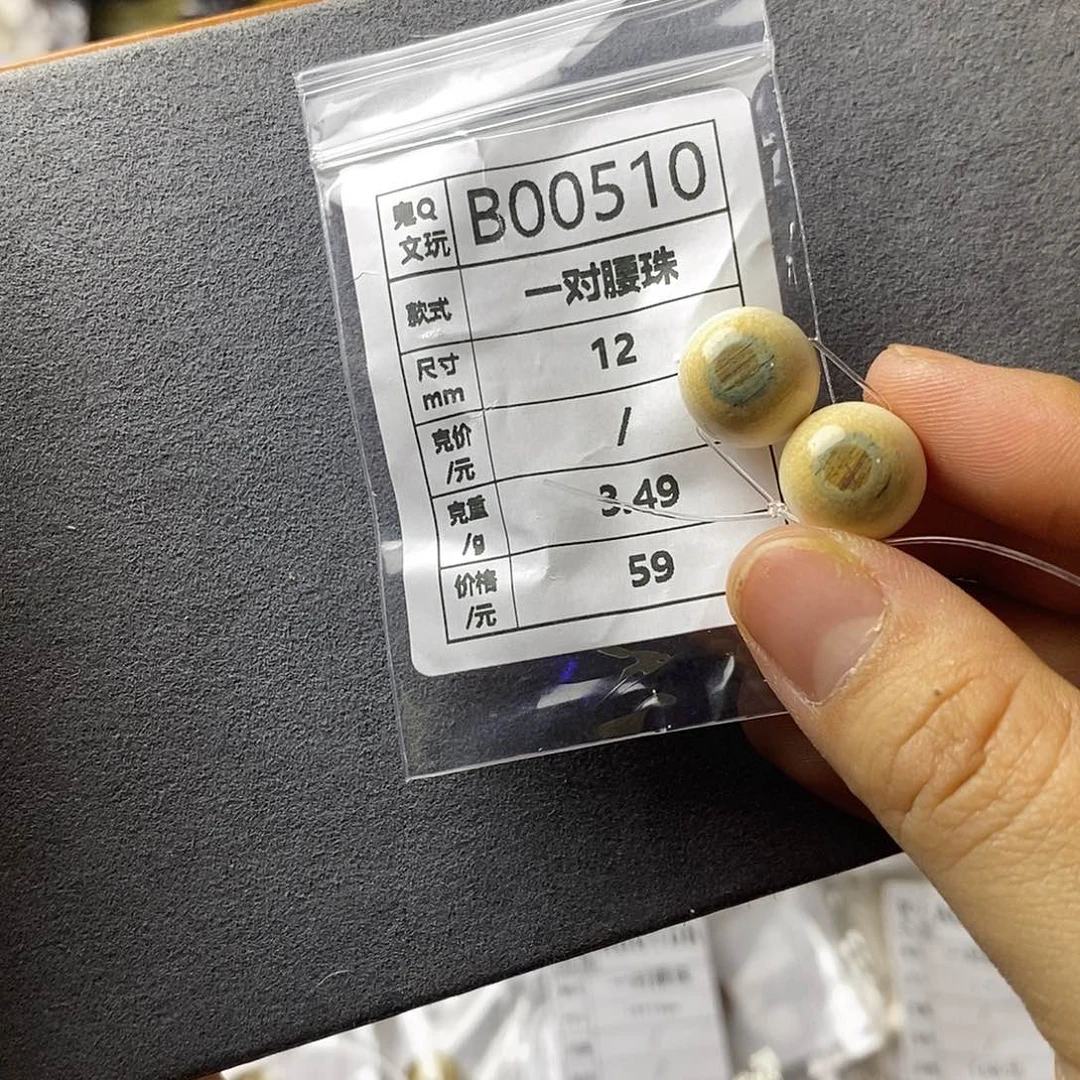 鬼Q
文玩
B00510
款式
一对腰珠
尺寸
mm
12
克价
/元
/
克重
/g
3.49
价格
/元
59